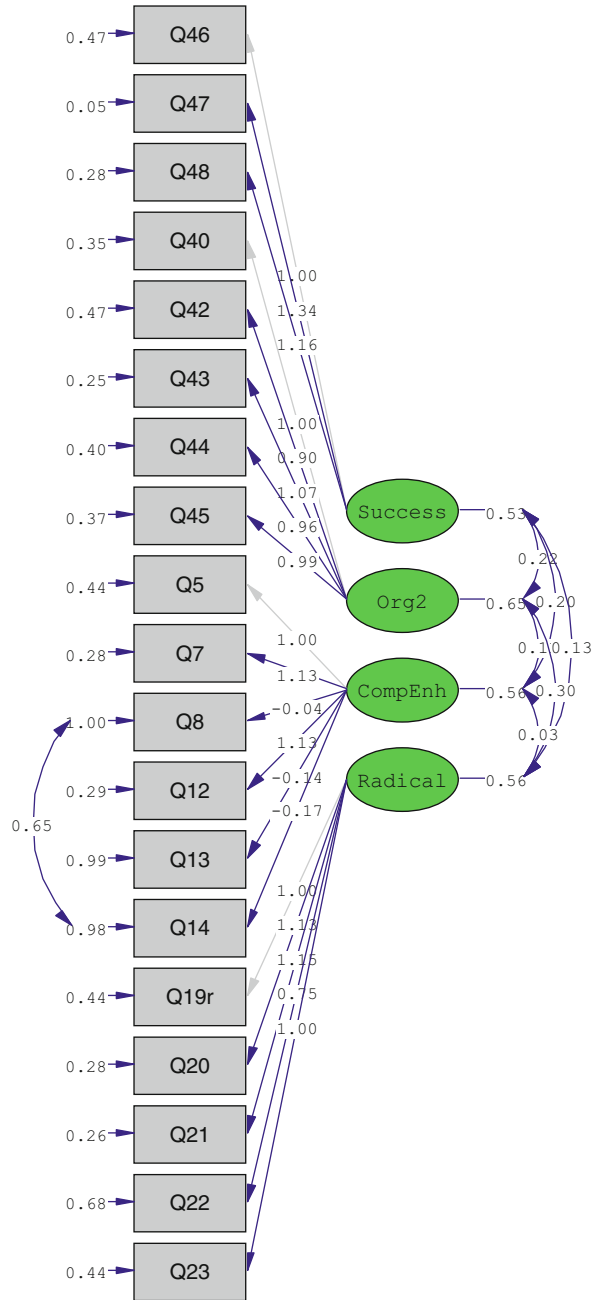 0.47 Q46
0.05 Q47
0.28 Q48
0.35 Q40
1.00
0.47 Q42 1.34
1.16
0.25 Q43
1.00
0.40 Q44 0.90
1.07
0.37 Q45 0.96 Success 0.53
0.99
0.22
0.44 Q5 Org2 0.65 0.20
1.00
0.28 Q7 1.13 0.13
CompEnh 0.56 0.30
1.00 Q8 -0.04
1.13 0.03
0.29 Q12 -0.14 Radical 0.56
-0.17
0.65
0.99 Q13
1.00
0.98 Q14 1.13
1.15
0.44 Q19r 0.75
1.00
0.28 Q20
0.26 Q21
0.68 Q22
0.44 Q23